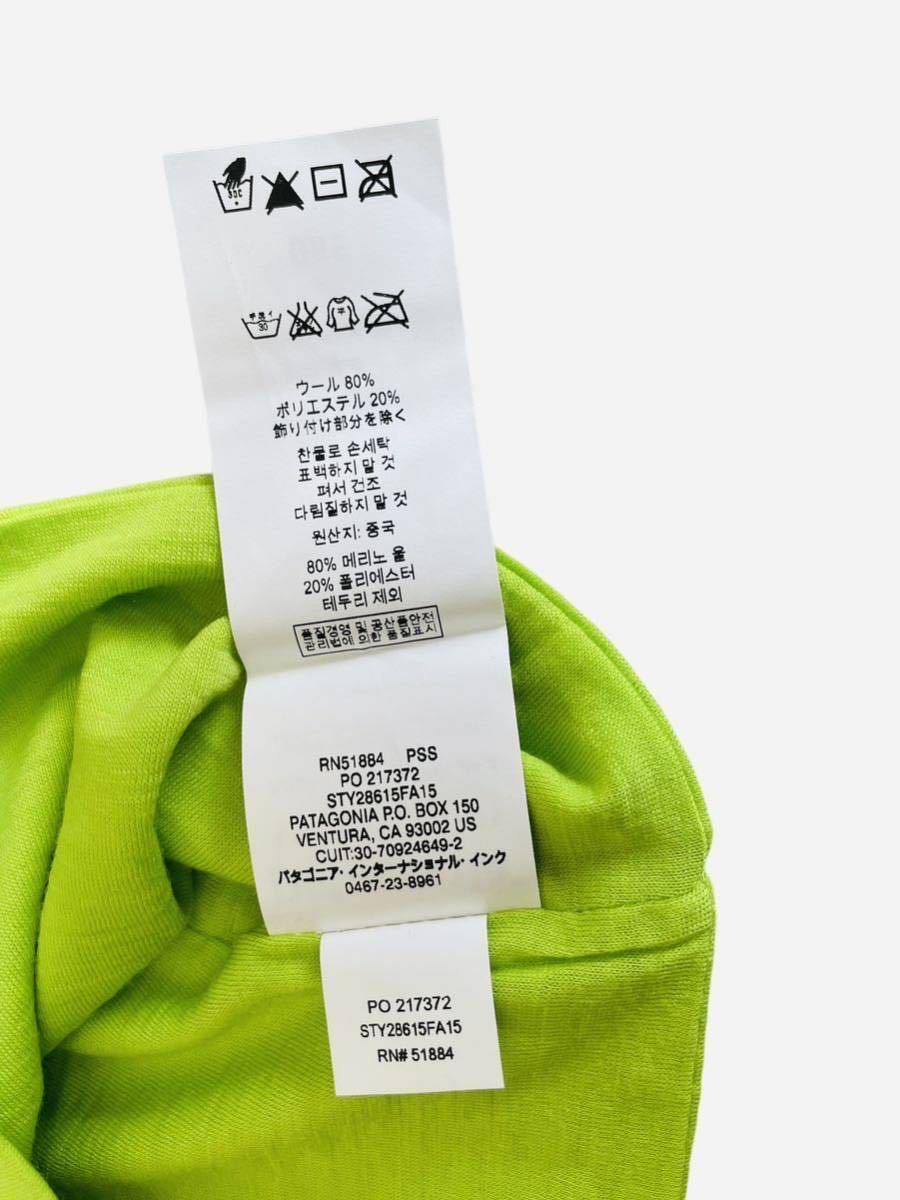 30C
手洗イ
30
平
ウール 80%
ポリエステル 20%
飾り付け部分を除く
찬물로 손세탁
표백하지 말 것
펴서 건조
다림질하지 말 것
원산지: 중국
80% 메리노 울
20% 폴리에스터
테두리 제외
품질경영 및 공산품안전
관리법에 의한 품질표시
RN51884 PSS
PO 217372
STY28615FA15
PATAGONIA P.O. BOX 150
VENTURA, CA 93002 US
CUIT:30-70924649-2
パタゴニア・インターナショナル・インク
0467-23-8961
PO 217372
STY28615FA15
RN# 51884